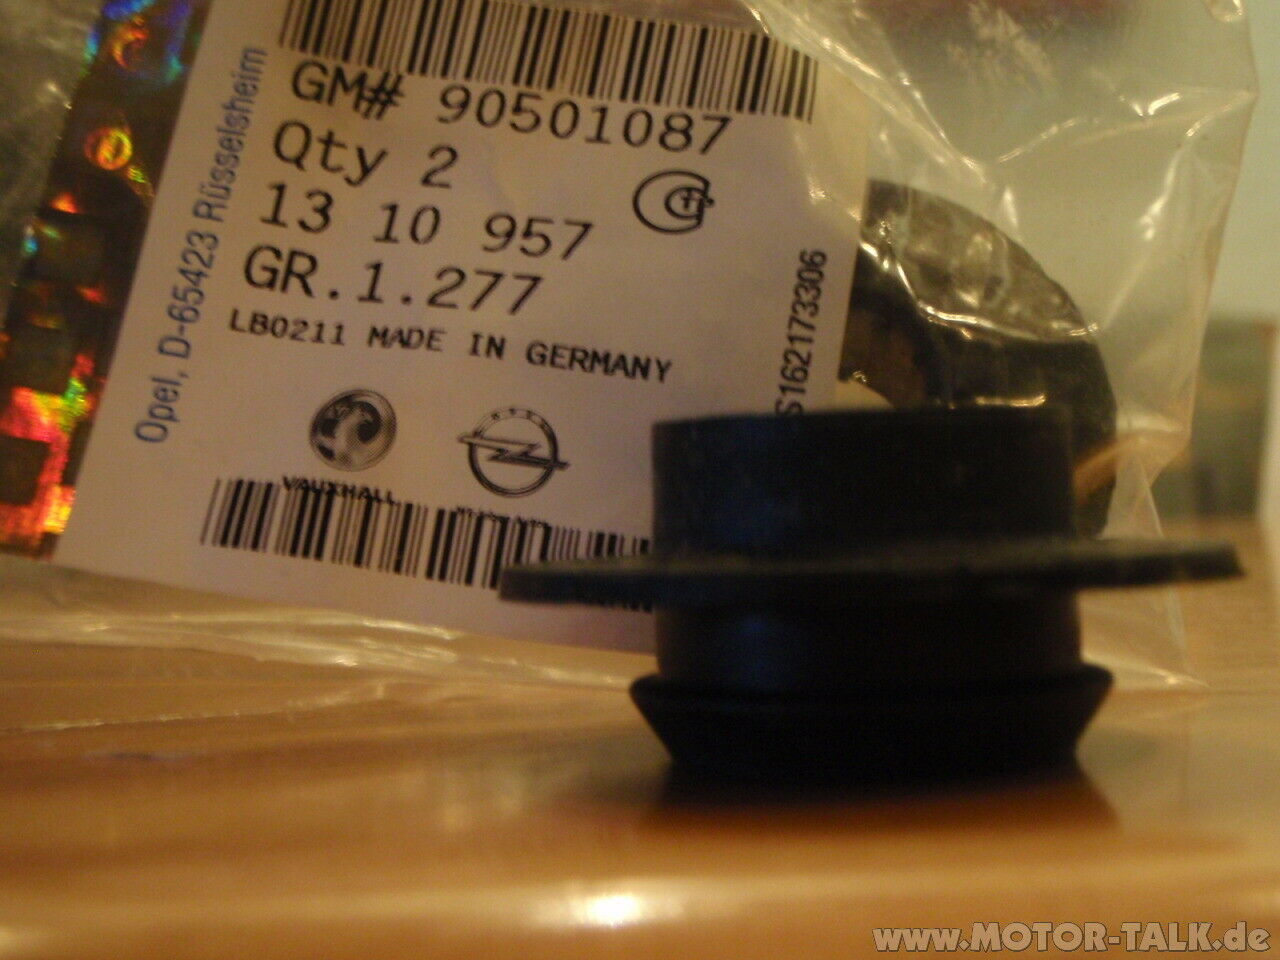 GM# 90501087
Qty 2
13 10 957
GR.1.277
LB0211 MADE IN GERMANY
VAUXHALL
OPEL
Opel, D-65423 Rüsselsheim
S162173306
www.MOTOR-TALK.de